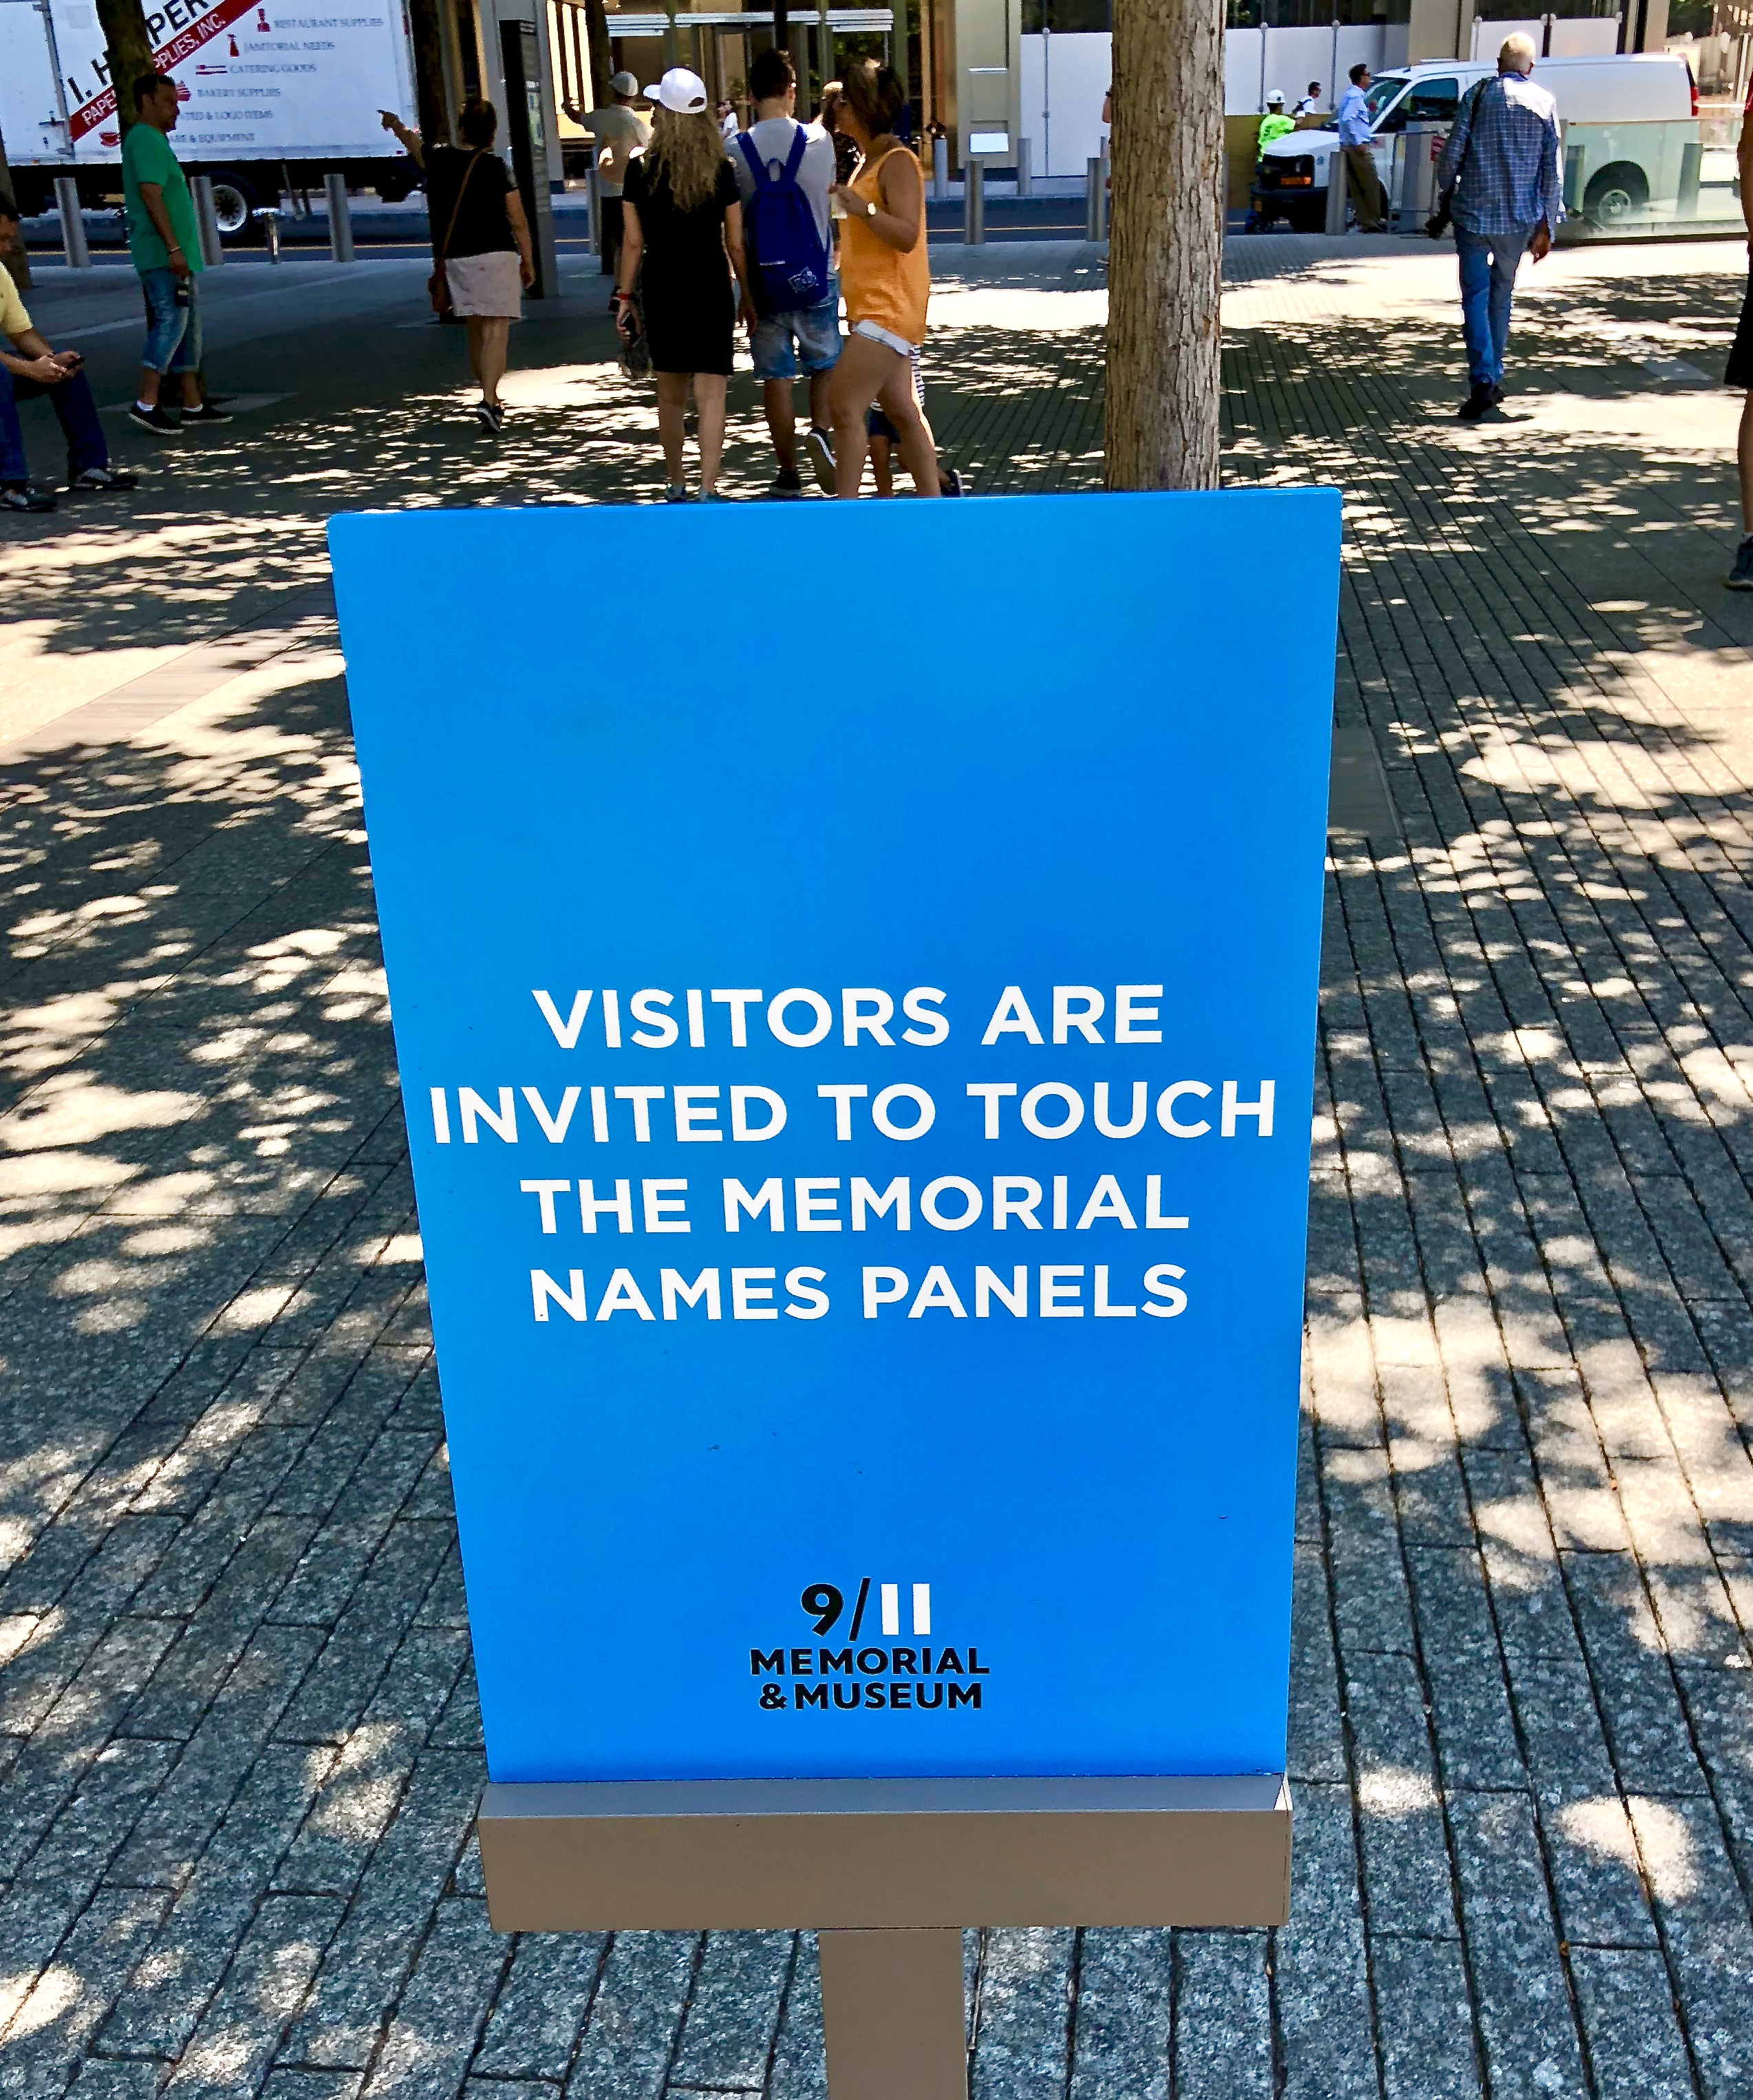 RESTAURANT SUPPLIES
JANITORIAL NEEDS
CATERING GOODS
BAKERY SUPPLIES
& EQUIPMENT
VISITORS ARE
INVITED TO TOUCH
THE MEMORIAL
NAMES PANELS
9/11
MEMORIAL
& MUSEUM